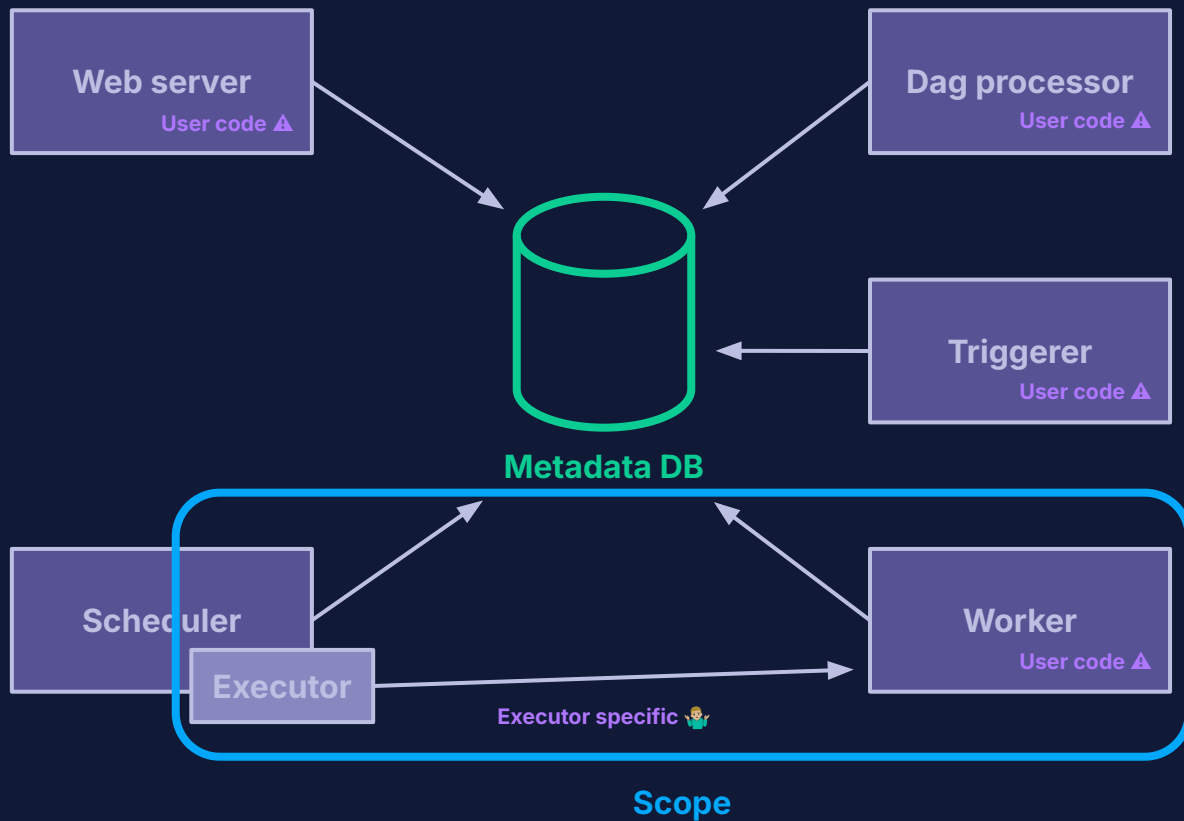 Web server
User code ⚠
Dag processor
User code ⚠
Triggerer
User code ⚠
Metadata DB
Scheduler
Executor
Worker
User code ⚠
Executor specific 🤷🏼‍♂️
Scope